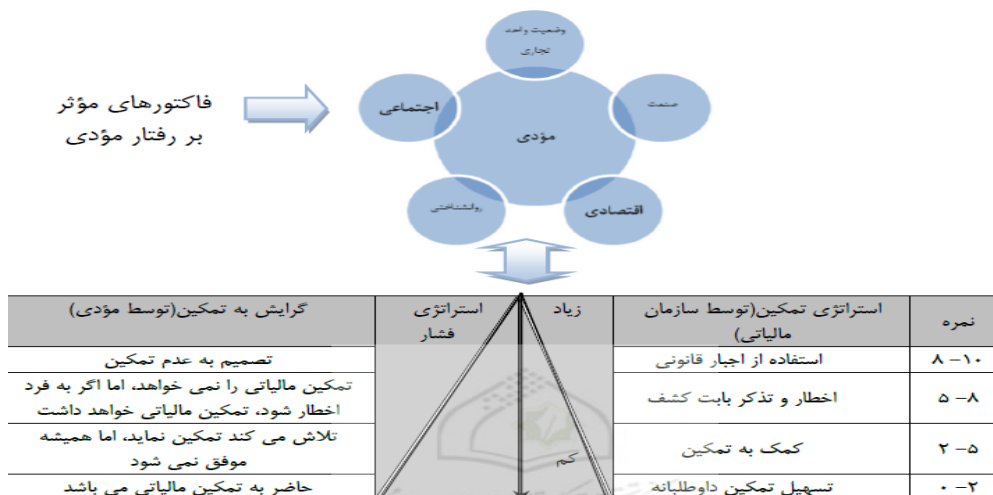 وضعیت واحد
تجاری
فاکتورهای مؤثر
بر رفتار مؤدی
اجتماعی
صنعت
مؤدی
روانشناختی
اقتصادی
نمره
استراتژی تمکین(توسط سازمان
مالیاتی)
زیاد
استراتژی
فشار
گرایش به تمکین(توسط مؤدی)
۸ –۱۰
استفاده از اجبار قانونی
تصمیم به عدم تمکین
۵ –۸
اخطار و تذکر بابت کشف
تمکین مالیاتی را نمی خواهد، اما اگر به فرد
اخطار شود، تمکین مالیاتی خواهد داشت
۲ –۵
کمک به تمکین
کم
تلاش می کند تمکین نماید، اما همیشه
موفق نمی شود
۰ –۲
تسهیل تمکین داوطلبانه
حاضر به تمکین مالیاتی می باشد